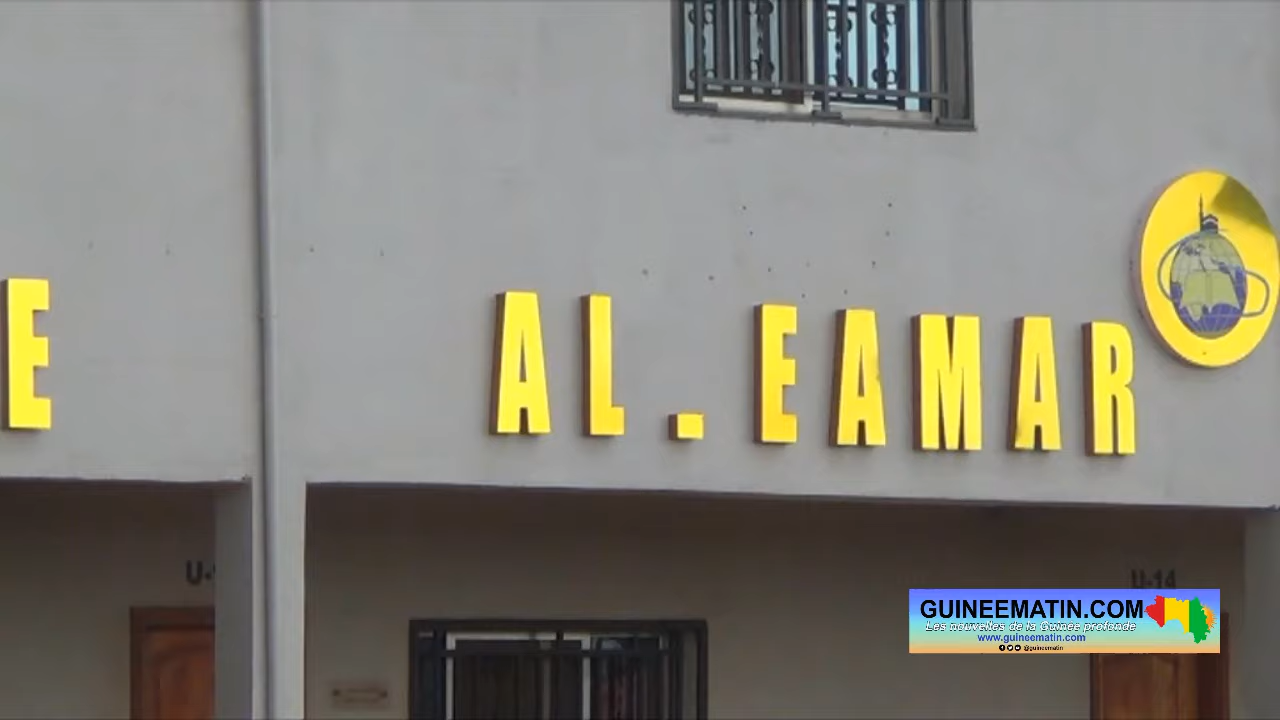 E AL.EAMAR
U-14
GUINEEMATIN.COM
Les nouvelles de la Guinée profonde
www.guineematin.com
@guineematin